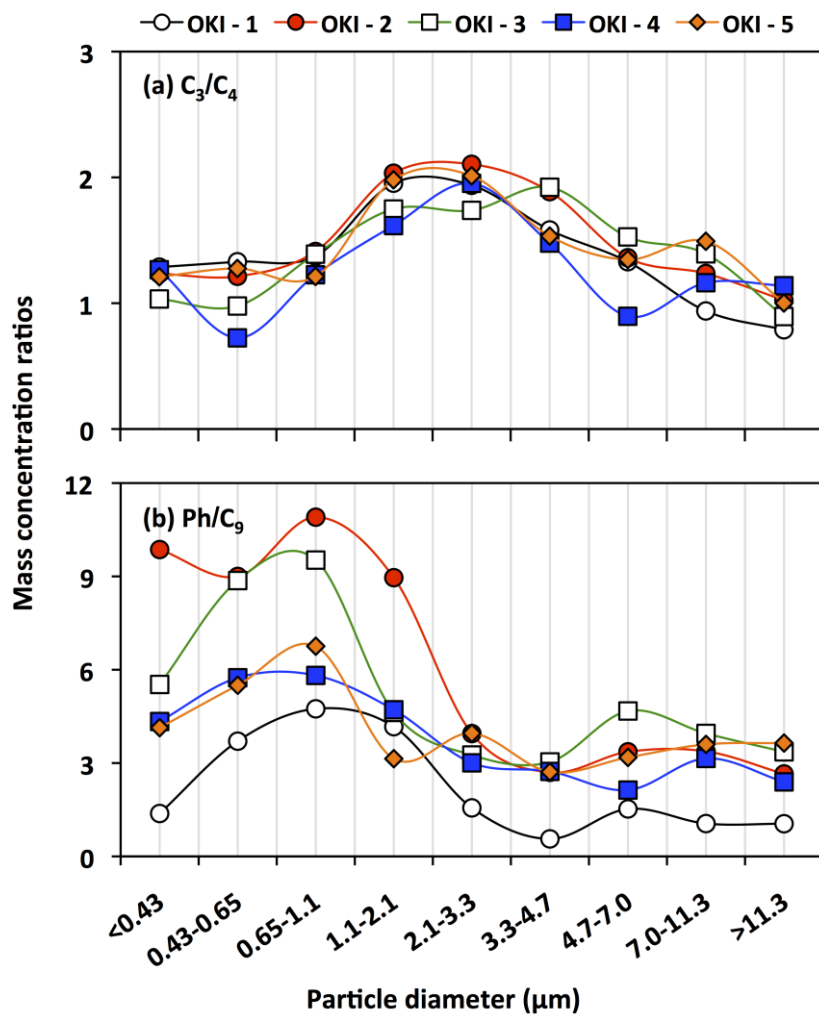 OKI - 1 OKI - 2 OKI - 3 OKI - 4 OKI - 5
3
(a) C₃/C₄
2
1
0
Mass concentration ratios
12
(b) Ph/C₉
9
6
3
0
<0.43 0.43-0.65 0.65-1.1 1.1-2.1 2.1-3.3 3.3-4.7 4.7-7.0 7.0-11.3 >11.3
Particle diameter (µm)